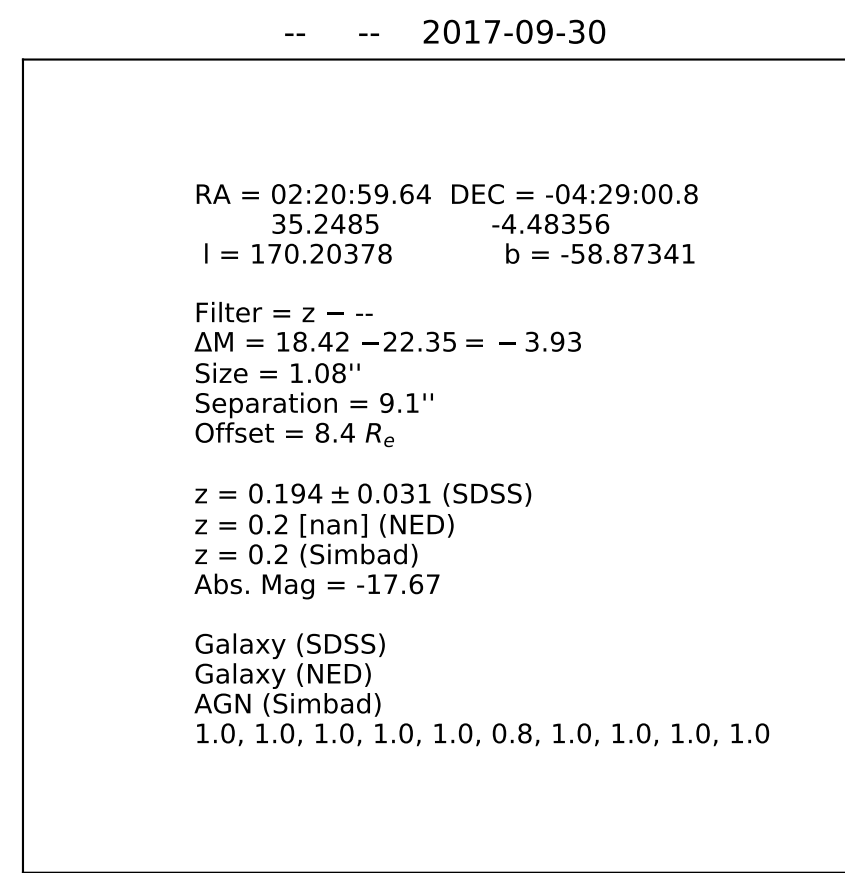 -- -- 2017-09-30
RA = 02:20:59.64 DEC = -04:29:00.8
35.2485 -4.48356
l = 170.20378 b = -58.87341
Filter = z − --
ΔM = 18.42 −22.35 = − 3.93
Size = 1.08''
Separation = 9.1''
Offset = 8.4 Rₑ
z = 0.194 ± 0.031 (SDSS)
z = 0.2 [nan] (NED)
z = 0.2 (Simbad)
Abs. Mag = -17.67
Galaxy (SDSS)
Galaxy (NED)
AGN (Simbad)
1.0, 1.0, 1.0, 1.0, 1.0, 0.8, 1.0, 1.0, 1.0, 1.0